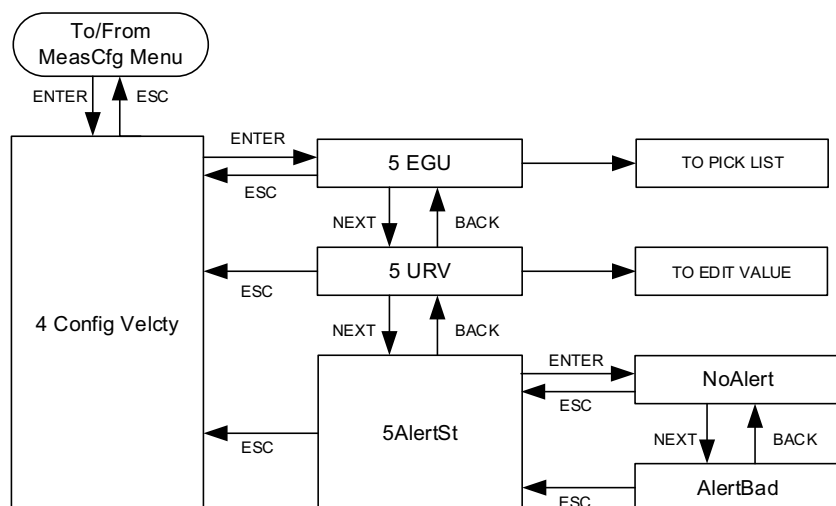 To/From
MeasCfg Menu
ENTER
ESC
ENTER
ESC
5 EGU
TO PICK LIST
NEXT
BACK
ESC
5 URV
TO EDIT VALUE
4 Config Velcty
NEXT
BACK
ENTER
ESC
NoAlert
5AlertSt
ESC
NEXT
BACK
ESC
AlertBad